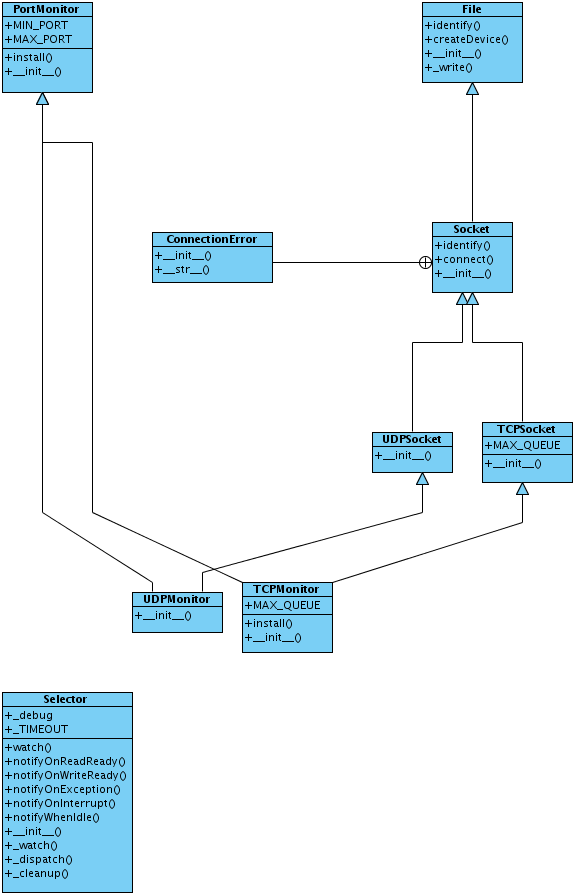 PortMonitor
+MIN_PORT
+MAX_PORT
+install()
+__init__()
File
+identify()
+createDevice()
+__init__()
+_write()
ConnectionError
+__init__()
+__str__()
Socket
+identify()
+connect()
+__init__()
UDPSocket
+__init__()
TCPSocket
+MAX_QUEUE
+__init__()
UDPMonitor
+__init__()
TCPMonitor
+MAX_QUEUE
+install()
+__init__()
Selector
+_debug
+_TIMEOUT
+watch()
+notifyOnReadReady()
+notifyOnWriteReady()
+notifyOnException()
+notifyOnInterrupt()
+notifyWhenIdle()
+__init__()
+_watch()
+_dispatch()
+_cleanup()